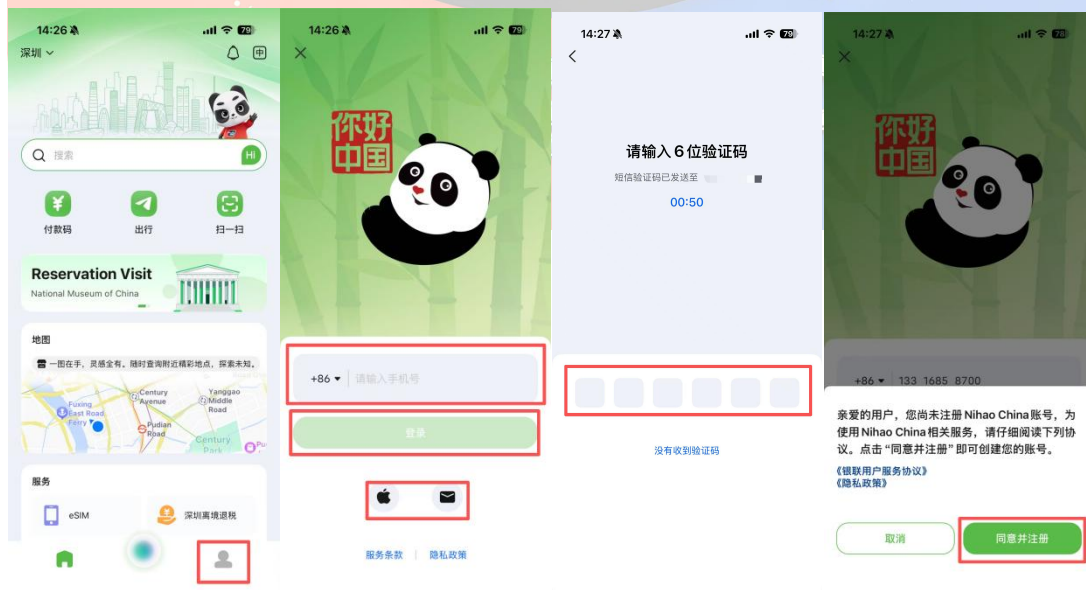 14:26
79
深圳
中
搜索
Hi
付款码
出行
扫一扫
Reservation Visit
National Museum of China
地图
一图在手，灵感全有。随时查询附近精彩地点，探索未知。
Century
Avenue
Yanggao
Middle
Road
Fuxing
East Road
Ferry
Pudian
Road
Century
Park
Pu
服务
eSIM
深圳离境退税
14:26
79
你好
中国
+86
请输入手机号
登录
服务条款
隐私政策
14:27
79
请输入6位验证码
短信验证码已发送至
00:50
没有收到验证码
14:27
78
你好
中国
+86 133 1685 8700
亲爱的用户，您尚未注册 Nihao China 账号，为
使用 Nihao China 相关服务，请仔细阅读下列协
议。点击“同意并注册”即可创建您的账号。
《银联用户服务协议》
《隐私政策》
取消
同意并注册